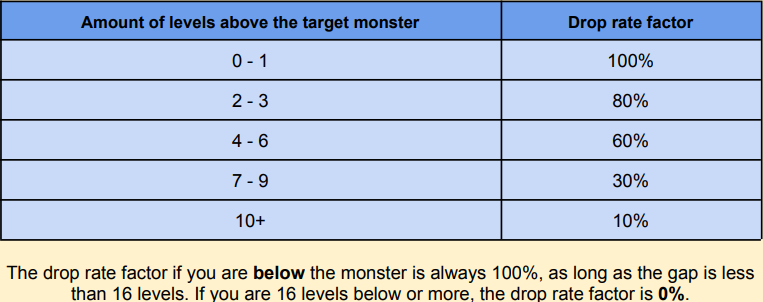 Amount of levels above the target monster Drop rate factor
0 - 1 100%
2 - 3 80%
4 - 6 60%
7 - 9 30%
10+ 10%
The drop rate factor if you are below the monster is always 100%, as long as the gap is less
than 16 levels. If you are 16 levels below or more, the drop rate factor is 0%.